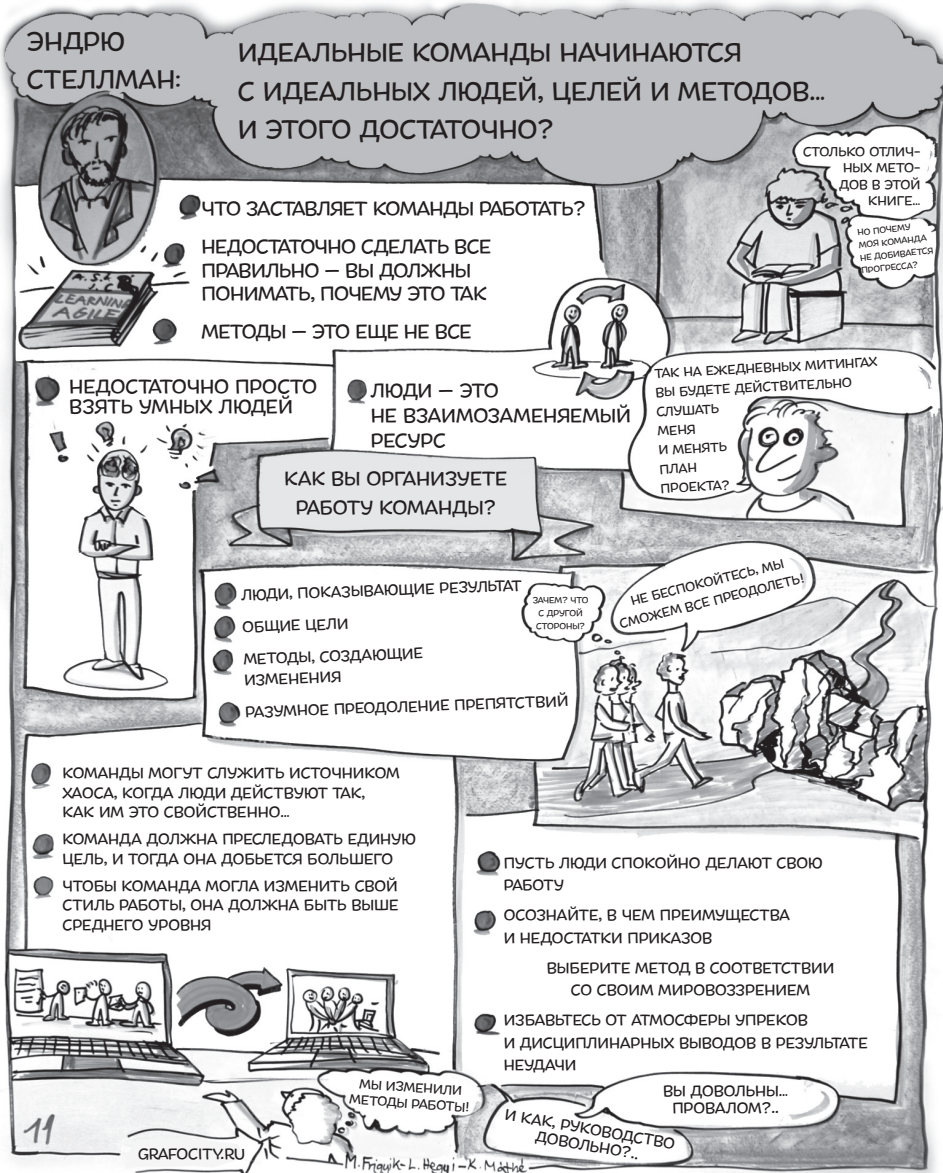 ЭНДРЮ
СТЕЛЛМАН:
ИДЕАЛЬНЫЕ КОМАНДЫ НАЧИНАЮТСЯ
С ИДЕАЛЬНЫХ ЛЮДЕЙ, ЦЕЛЕЙ И МЕТОДОВ...
И ЭТОГО ДОСТАТОЧНО?
СТОЛЬКО ОТЛИЧ-
НЫХ МЕТО-
ДОВ В ЭТОЙ
КНИГЕ...
НО ПОЧЕМУ
МОЯ КОМАНДА
НЕ ДОБИВАЕТСЯ
ПРОГРЕССА?
ЧТО ЗАСТАВЛЯЕТ КОМАНДЫ РАБОТАТЬ?
НЕДОСТАТОЧНО СДЕЛАТЬ ВСЕ
ПРАВИЛЬНО — ВЫ ДОЛЖНЫ
ПОНИМАТЬ, ПОЧЕМУ ЭТО ТАК
МЕТОДЫ — ЭТО ЕЩЕ НЕ ВСЕ
LEARNING
AGILE
НЕДОСТАТОЧНО ПРОСТО
ВЗЯТЬ УМНЫХ ЛЮДЕЙ
ЛЮДИ — ЭТО
НЕ ВЗАИМОЗАМЕНЯЕМЫЙ
РЕСУРС
ТАК НА ЕЖЕДНЕВНЫХ МИТИНГАХ
ВЫ БУДЕТЕ ДЕЙСТВИТЕЛЬНО
СЛУШАТЬ
МЕНЯ
И МЕНЯТЬ
ПЛАН
ПРОЕКТА?
КАК ВЫ ОРГАНИЗУЕТЕ
РАБОТУ КОМАНДЫ?
ЛЮДИ, ПОКАЗЫВАЮЩИЕ РЕЗУЛЬТАТ
ОБЩИЕ ЦЕЛИ
МЕТОДЫ, СОЗДАЮЩИЕ
ИЗМЕНЕНИЯ
РАЗУМНОЕ ПРЕОДОЛЕНИЕ ПРЕПЯТСТВИЙ
ЗАЧЕМ? ЧТО
С ДРУГОЙ
СТОРОНЫ?
НЕ БЕСПОКОЙТЕСЬ, МЫ
СМОЖЕМ ВСЕ ПРЕОДОЛЕТЬ!
КОМАНДЫ МОГУТ СЛУЖИТЬ ИСТОЧНИКОМ
ХАОСА, КОГДА ЛЮДИ ДЕЙСТВУЮТ ТАК,
КАК ИМ ЭТО СВОЙСТВЕННО...
КОМАНДА ДОЛЖНА ПРЕСЛЕДОВАТЬ ЕДИНУЮ
ЦЕЛЬ, И ТОГДА ОНА ДОБЬЕТСЯ БОЛЬШЕГО
ЧТОБЫ КОМАНДА МОГЛА ИЗМЕНИТЬ СВОЙ
СТИЛЬ РАБОТЫ, ОНА ДОЛЖНА БЫТЬ ВЫШЕ
СРЕДНЕГО УРОВНЯ
ПУСТЬ ЛЮДИ СПОКОЙНО ДЕЛАЮТ СВОЮ
РАБОТУ
ОСОЗНАЙТЕ, В ЧЕМ ПРЕИМУЩЕСТВА
И НЕДОСТАТКИ ПРИКАЗОВ
ВЫБЕРИТЕ МЕТОД В СООТВЕТСТВИИ
СО СВОИМ МИРОВОЗЗРЕНИЕМ
ИЗБАВЬТЕСЬ ОТ АТМОСФЕРЫ УПРЕКОВ
И ДИСЦИПЛИНАРНЫХ ВЫВОДОВ В РЕЗУЛЬТАТЕ
НЕУДАЧИ
МЫ ИЗМЕНИЛИ
МЕТОДЫ РАБОТЫ!
И КАК, РУКОВОДСТВО
ДОВОЛЬНО?..
ВЫ ДОВОЛЬНЫ...
ПРОВАЛОМ?..
11
GRAFOCITY.RU